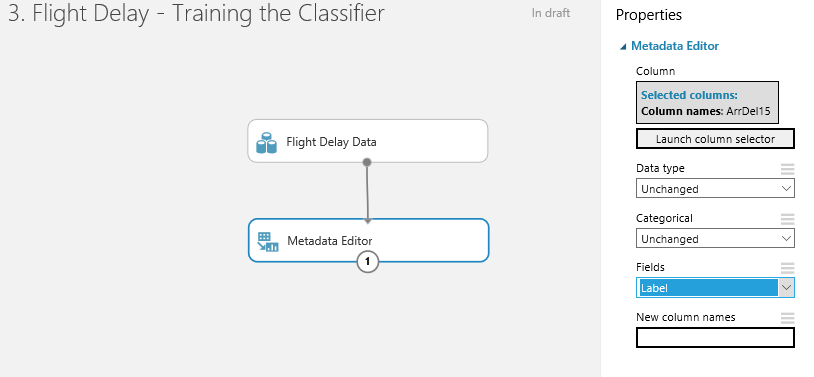 3. Flight Delay - Training the Classifier
In draft
Flight Delay Data
Metadata Editor
1
Properties
Metadata Editor
Column
Selected columns:
Column names: ArrDel15
Launch column selector
Data type
Unchanged
Categorical
Unchanged
Fields
Label
New column names